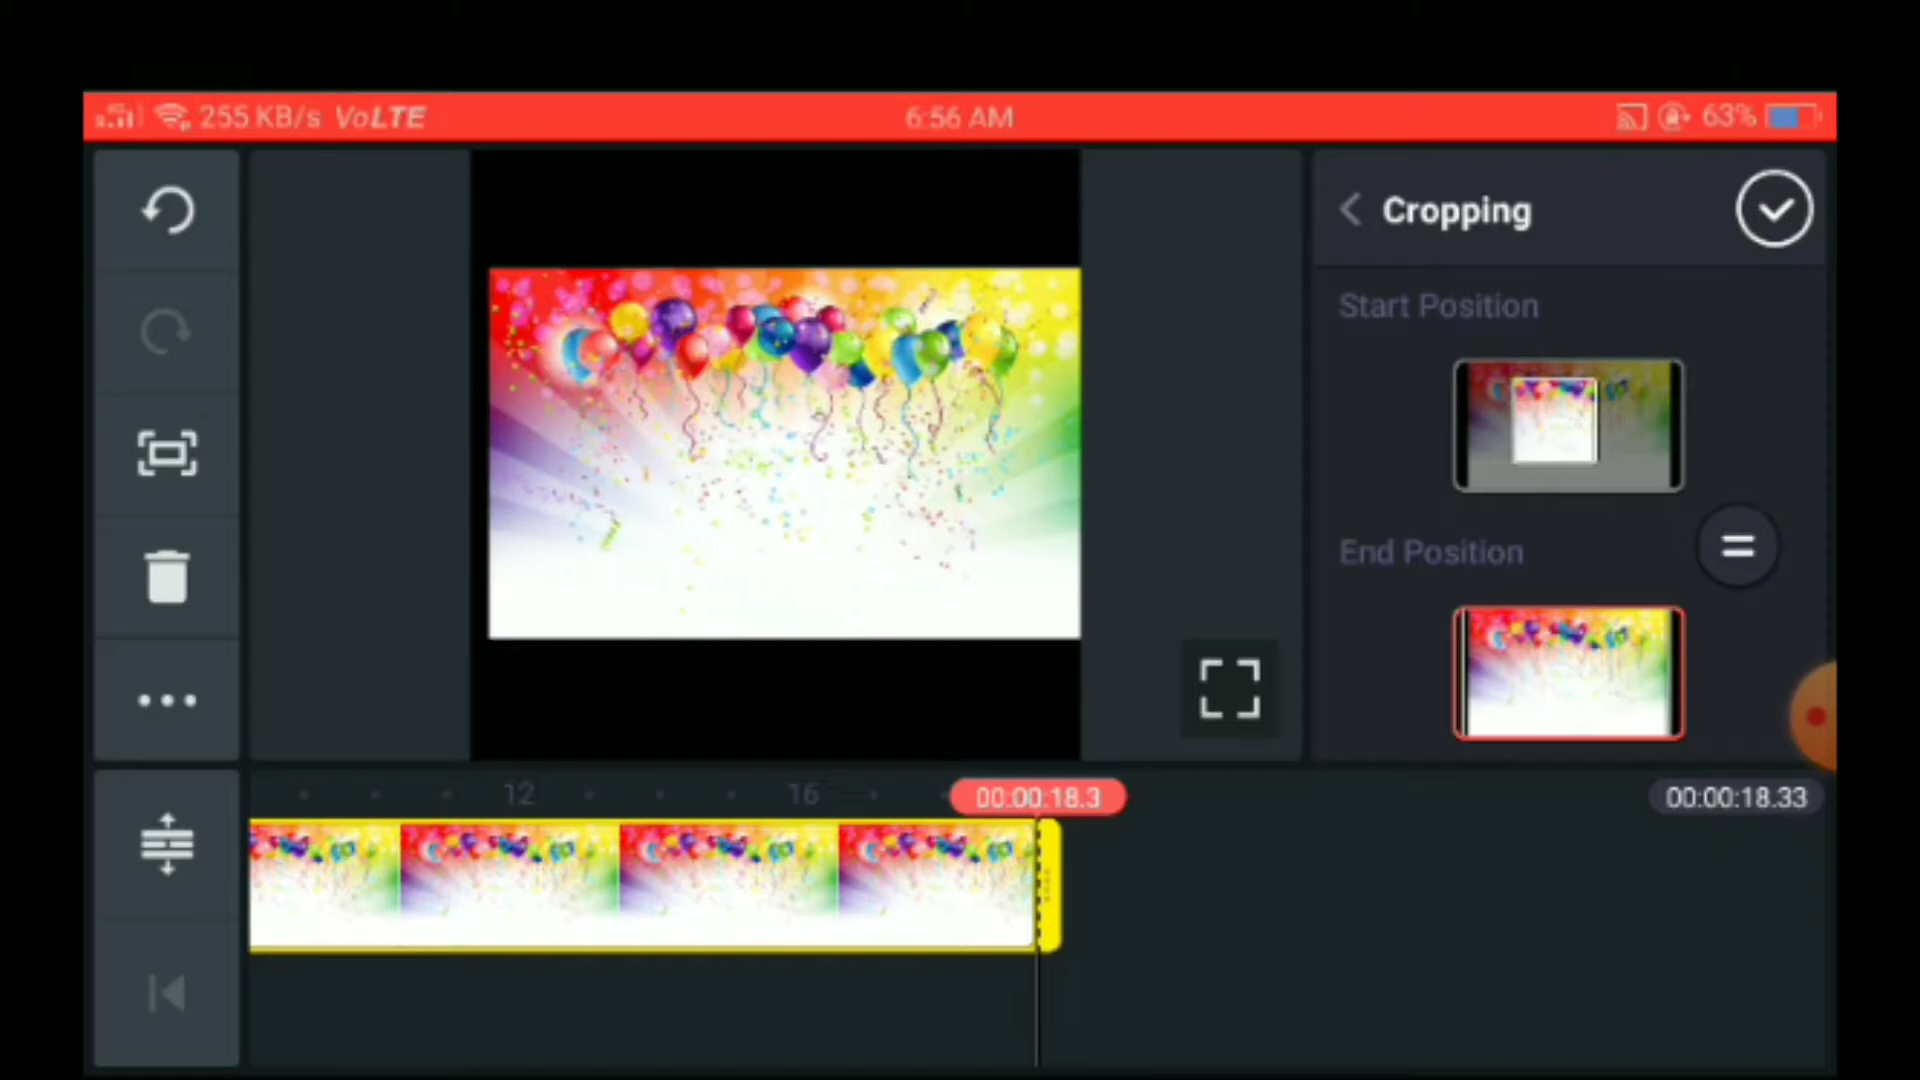 255 KB/s VoLTE
6:56 AM
63%
Cropping
Start Position
End Position
12
16
00:00:18.3
00:00:18.33